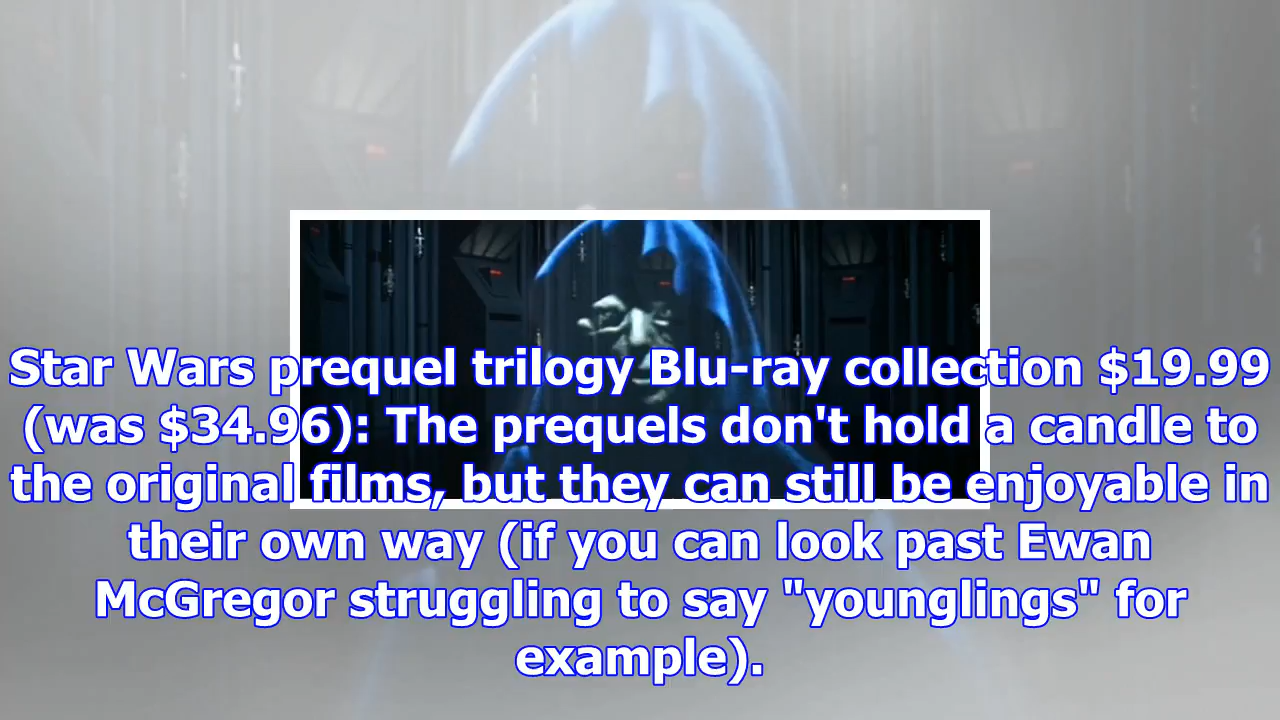 Star Wars prequel trilogy Blu-ray collection $19.99
(was $34.96): The prequels don't hold a candle to
the original films, but they can still be enjoyable in
their own way (if you can look past Ewan
McGregor struggling to say "younglings" for
example).